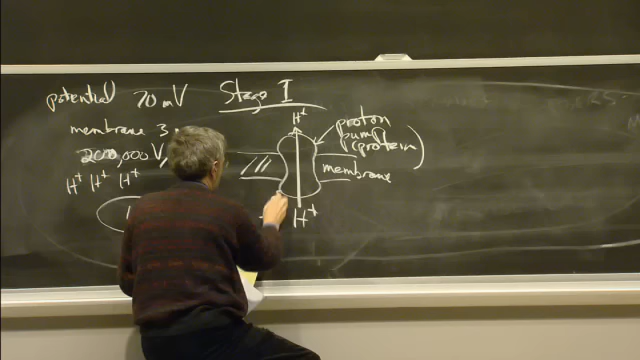 potential 70 mV
membrane 3
200,000 V
H+ H+ H+
Stage I
H+
proton
pump
(protein)
membrane
H+